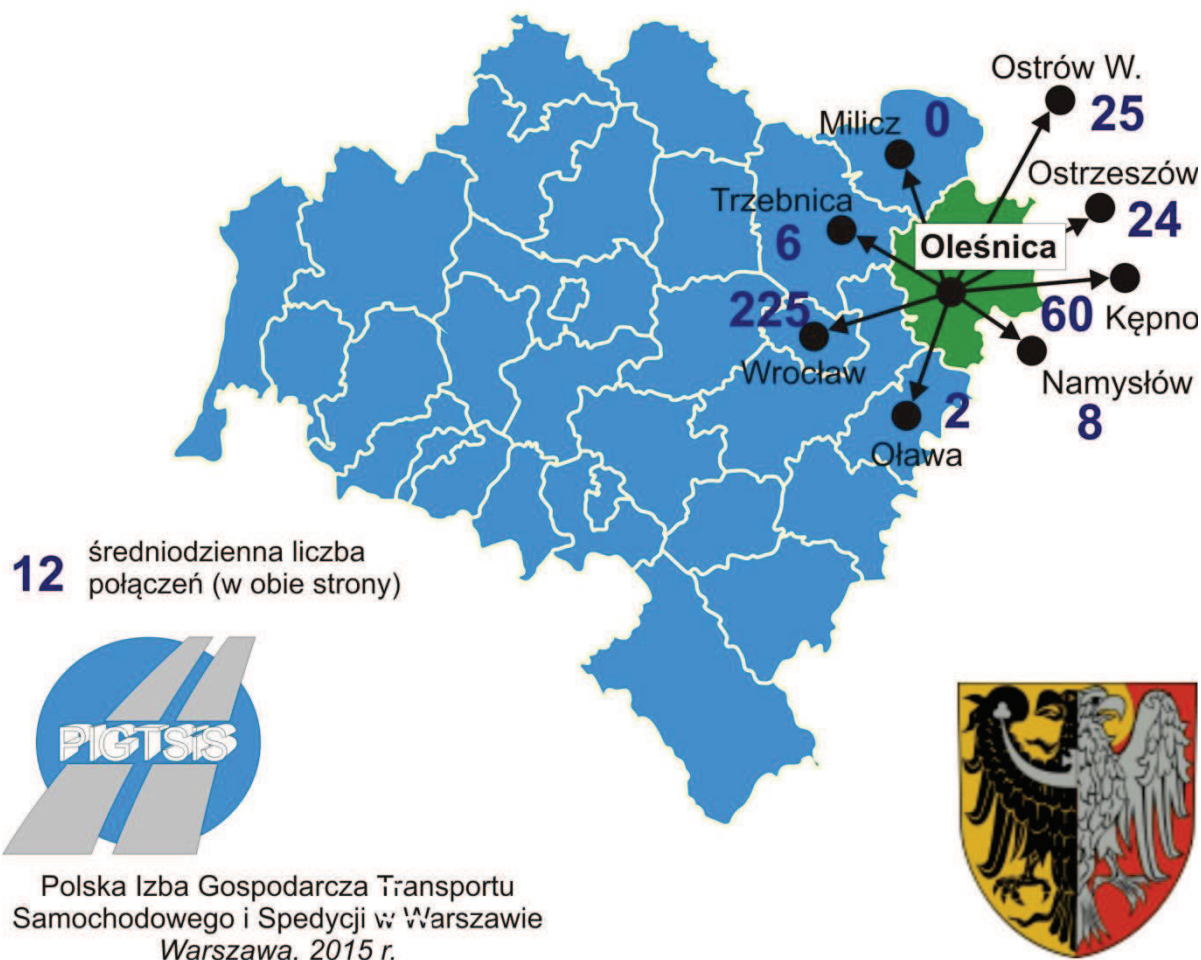 Ostrów W.
25
Milicz
0
Ostrzeszów
24
Trzebnica
6
Oleśnica
225
Wrocław
60 Kępno
Namysłów
8
2
Oława
12 średniodzienna liczba
połączeń (w obie strony)
PIGTSIS
Polska Izba Gospodarcza Transportu
Samochodowego i Spedycji w Warszawie
Warszawa, 2015 r.